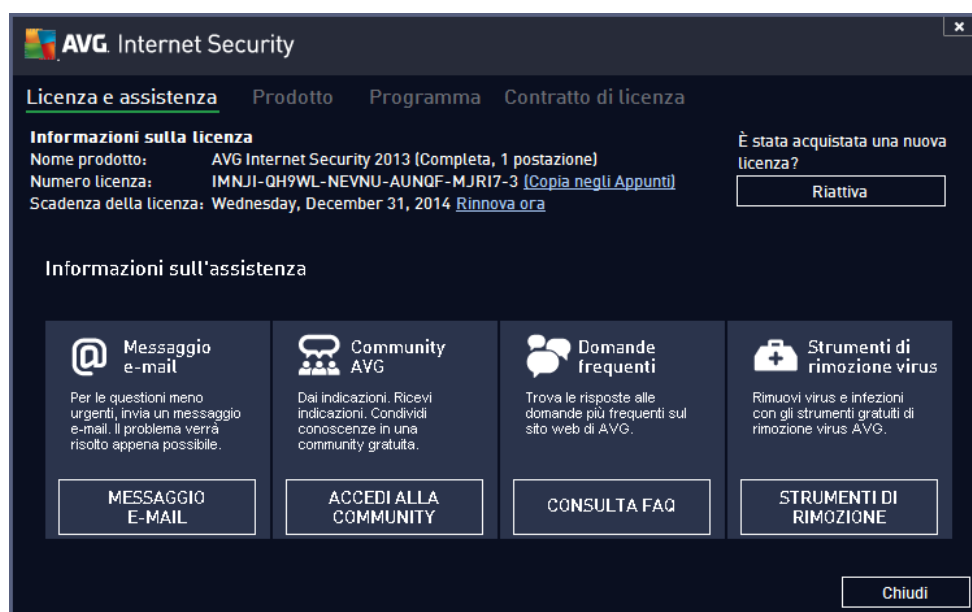 AVG. Internet Security
Licenza e assistenza Prodotto Programma Contratto di licenza
Informazioni sulla licenza
Nome prodotto: AVG Internet Security 2013 (Completa, 1 postazione)
Numero licenza: IMNJI-QH9WL-NEVNU-AUNQF-MJRI7-3 (Copia negli Appunti)
Scadenza della licenza: Wednesday, December 31, 2014 Rinnova ora
È stata acquistata una nuova
licenza?
Riattiva
Informazioni sull'assistenza
Messaggio
e-mail
Per le questioni meno
urgenti, invia un messaggio
e-mail. Il problema verrà
risolto appena possibile.
MESSAGGIO
E-MAIL
Community
AVG
Dai indicazioni. Ricevi
indicazioni. Condividi
conoscenze in una
community gratuita.
ACCEDI ALLA
COMMUNITY
Domande
frequenti
Trova le risposte alle
domande più frequenti sul
sito web di AVG.
CONSULTA FAQ
Strumenti di
rimozione virus
Rimuovi virus e infezioni
con gli strumenti gratuiti di
rimozione virus AVG.
STRUMENTI DI
RIMOZIONE
Chiudi